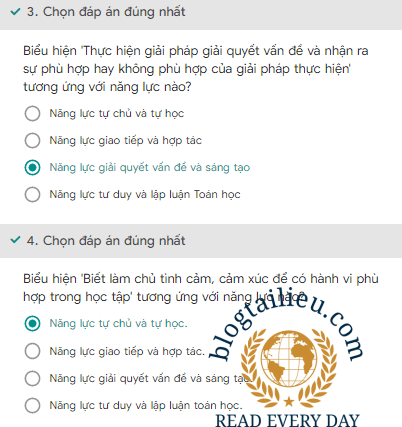 3. Chọn đáp án đúng nhất
Biểu hiện 'Thực hiện giải pháp giải quyết vấn đề và nhận ra
sự phù hợp hay không phù hợp của giải pháp thực hiện'
tương ứng với năng lực nào?
Năng lực tự chủ và tự học
Năng lực giao tiếp và hợp tác
Năng lực giải quyết vấn đề và sáng tạo
Năng lực tư duy và lập luận Toán học
4. Chọn đáp án đúng nhất
Biểu hiện 'Biết làm chủ tình cảm, cảm xúc để có hành vi phù
hợp trong học tập' tương ứng với năng lực nào?
Năng lực tự chủ và tự học.
Năng lực giao tiếp và hợp tác.
Năng lực giải quyết vấn đề và sáng tạo.
Năng lực tư duy và lập luận toán học.
blogtailieu.com
READ EVERY DAY